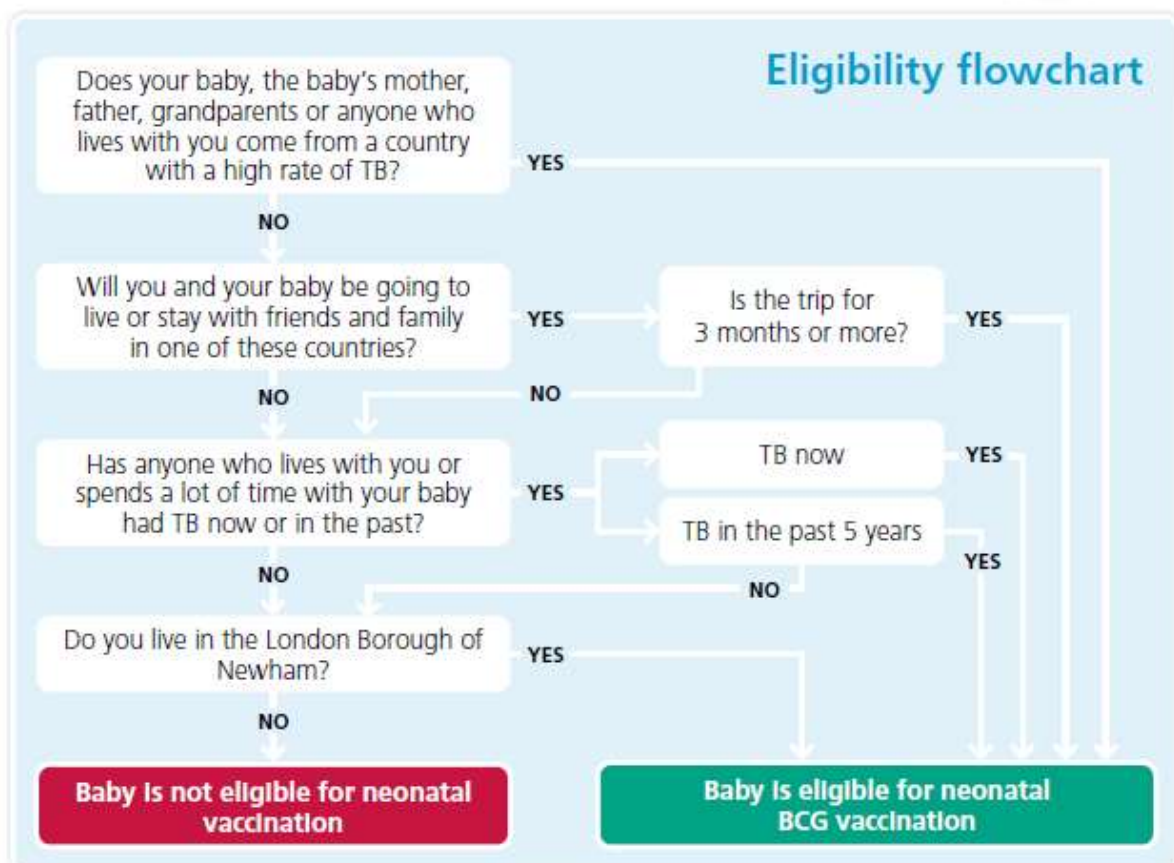 Eligibility flowchart
Does your baby, the baby's mother,
father, grandparents or anyone who
lives with you come from a country
with a high rate of TB?
YES
NO
Will you and your baby be going to
live or stay with friends and family
in one of these countries?
YES
Is the trip for
3 months or more?
YES
NO
NO
Has anyone who lives with you or
spends a lot of time with your baby
had TB now or in the past?
YES
TB now
YES
TB in the past 5 years
YES
NO
NO
Do you live in the London Borough of
Newham?
YES
NO
Baby is not eligible for neonatal
vaccination
Baby is eligible for neonatal
BCG vaccination